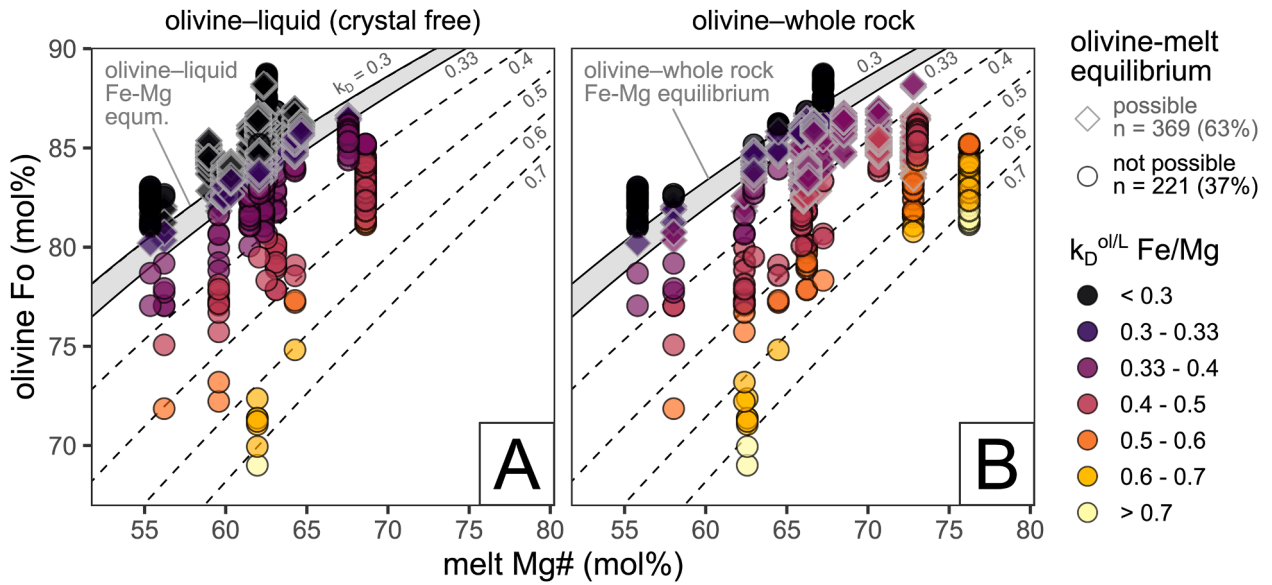 olivine–liquid (crystal free)
olivine–whole rock
90
85
80
75
70
olivine Fo (mol%)
olivine–liquid
Fe-Mg
equm.
kD = 0.3
0.33
0.4
0.5
0.6
0.7
A
olivine–whole rock
Fe-Mg equilibrium
0.3
0.33
0.4
0.5
0.6
0.7
B
55
60
65
70
75
80
55
60
65
70
75
80
melt Mg# (mol%)
olivine-melt
equilibrium
possible
n = 369 (63%)
not possible
n = 221 (37%)
kD^ol/L Fe/Mg
< 0.3
0.3 - 0.33
0.33 - 0.4
0.4 - 0.5
0.5 - 0.6
0.6 - 0.7
> 0.7